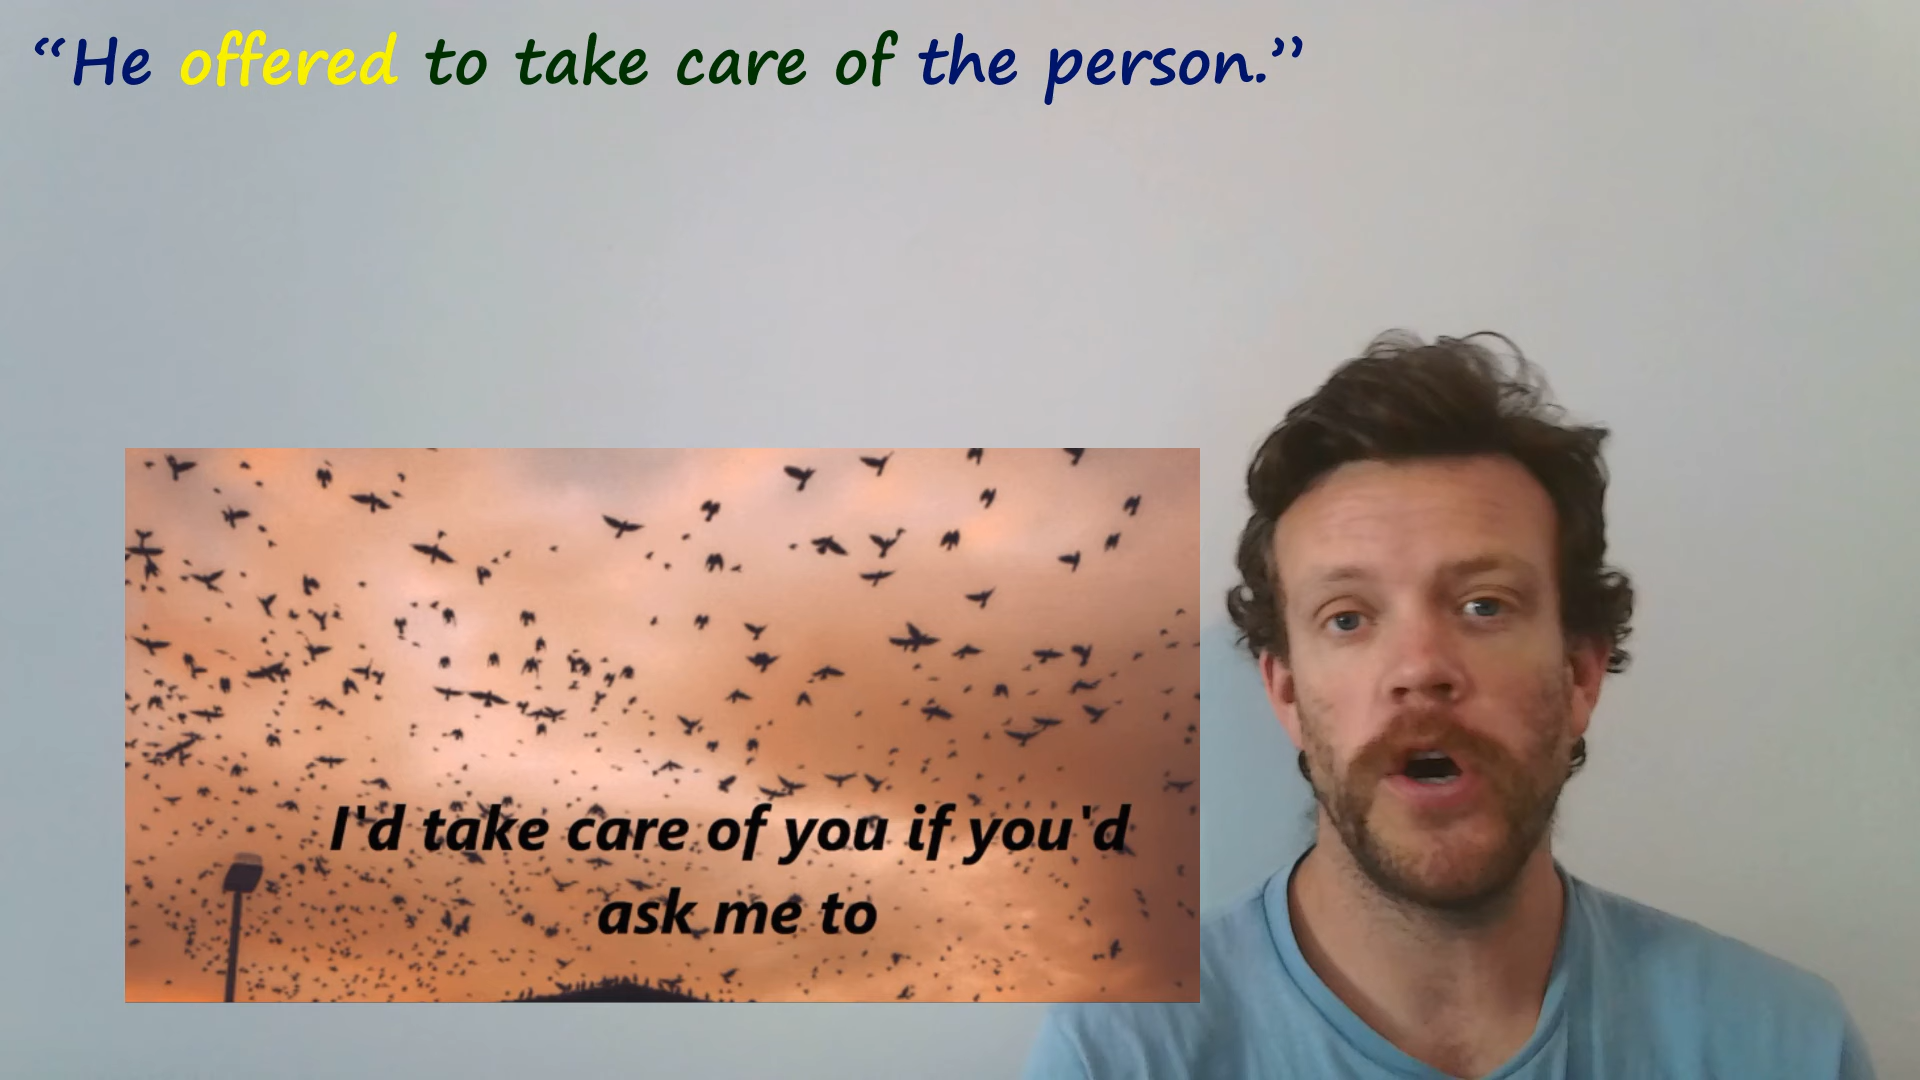 “He offered to take care of the person.”
I'd take care of you if you'd
ask me to